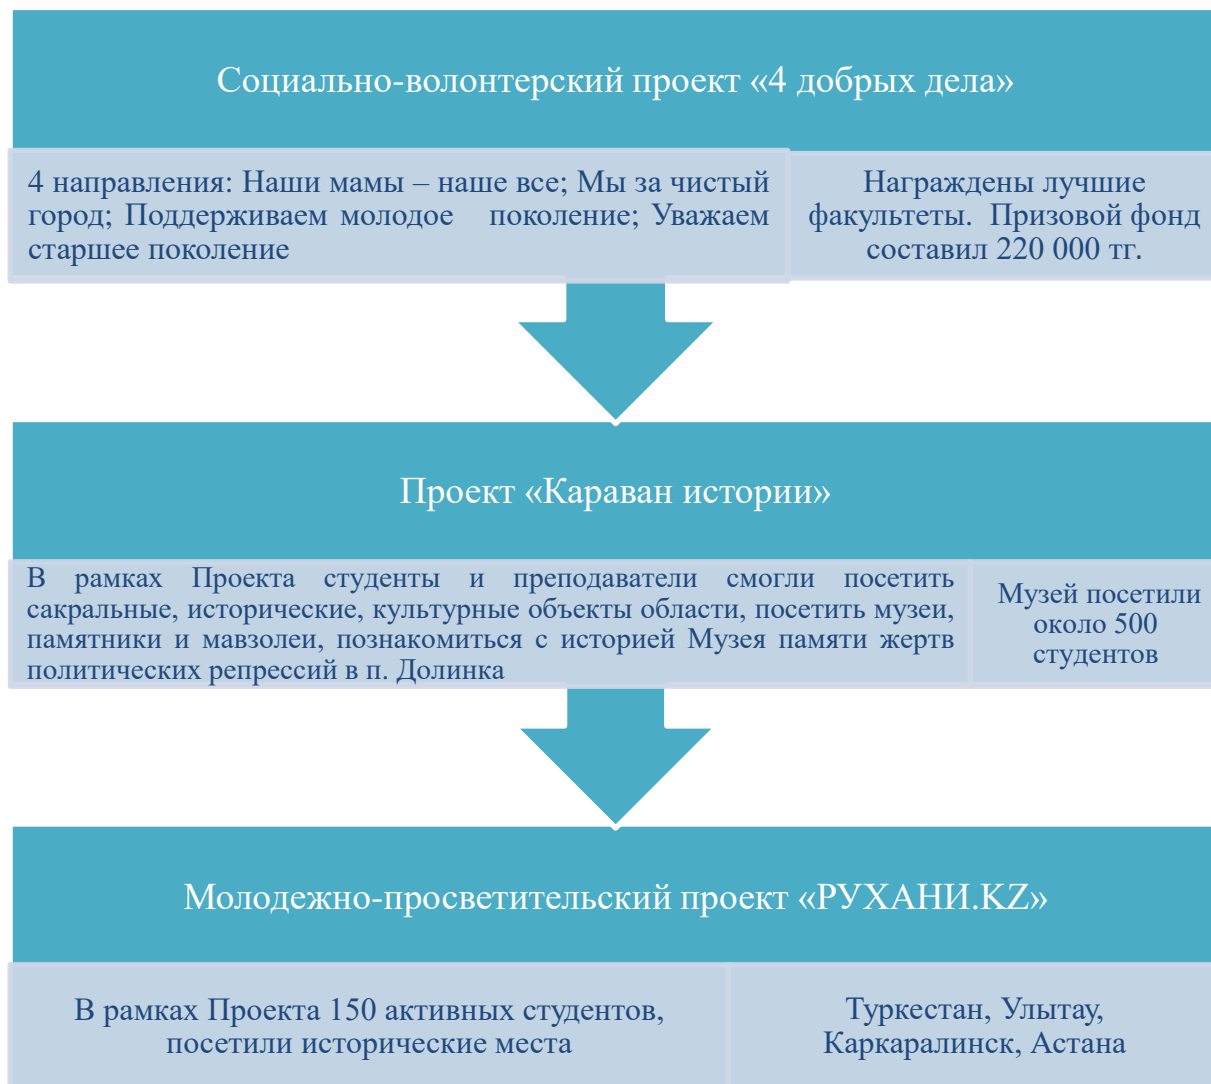 Социально-волонтерский проект «4 добрых дела»
4 направления: Наши мамы – наше все; Мы за чистый
город; Поддерживаем молодое поколение; Уважаем
старшее поколение
Награждены лучшие
факультеты. Призовой фонд
составил 220 000 тг.
Проект «Караван истории»
В рамках Проекта студенты и преподаватели смогли посетить
сакральные, исторические, культурные объекты области, посетить музеи,
памятники и мавзолеи, познакомиться с историей Музея памяти жертв
политических репрессий в п. Долинка
Музей посетили
около 500
студентов
Молодежно-просветительский проект «РУХАНИ.KZ»
В рамках Проекта 150 активных студентов,
посетили исторические места
Туркестан, Улытау,
Каркаралинск, Астана